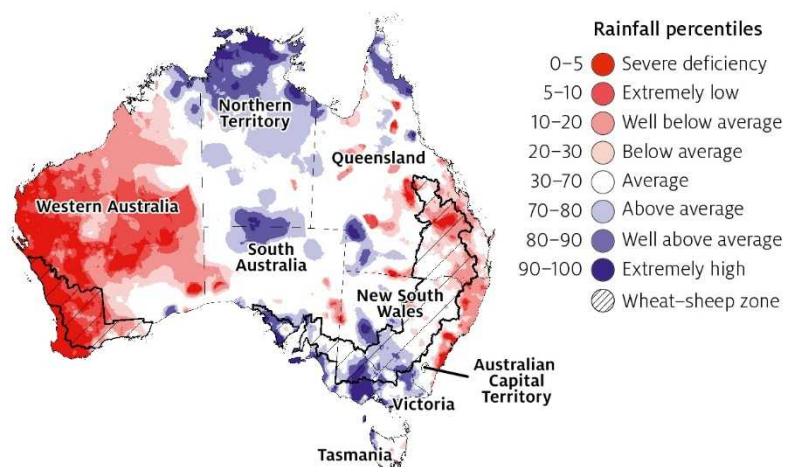 Rainfall percentiles
0–5 Severe deficiency
5–10 Extremely low
10–20 Well below average
20–30 Below average
30–70 Average
70–80 Above average
80–90 Well above average
90–100 Extremely high
Wheat–sheep zone
Northern
Territory
Queensland
Western Australia
South
Australia
New South
Wales
Australian
Capital
Territory
Victoria
Tasmania